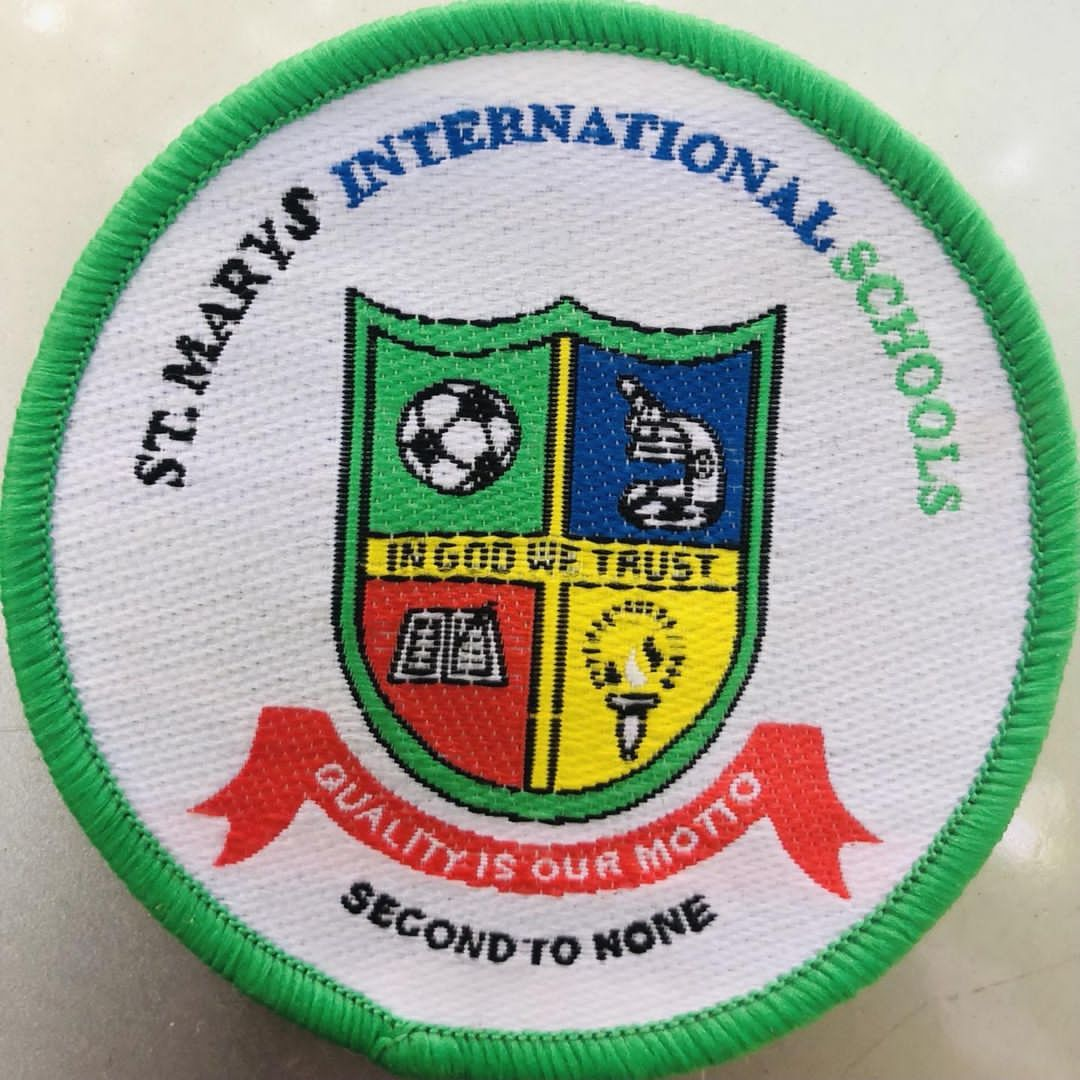 ST. MARYS INTERNATIONAL SCHOOLS
IN GOD WE TRUST
QUALITY IS OUR MOTTO
SECOND TO NONE